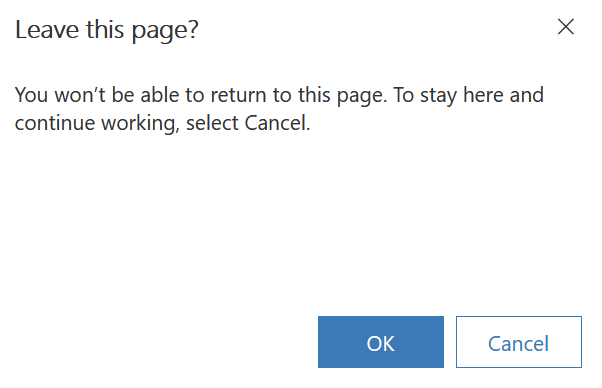 Leave this page?
You won’t be able to return to this page. To stay here and
continue working, select Cancel.
OK
Cancel